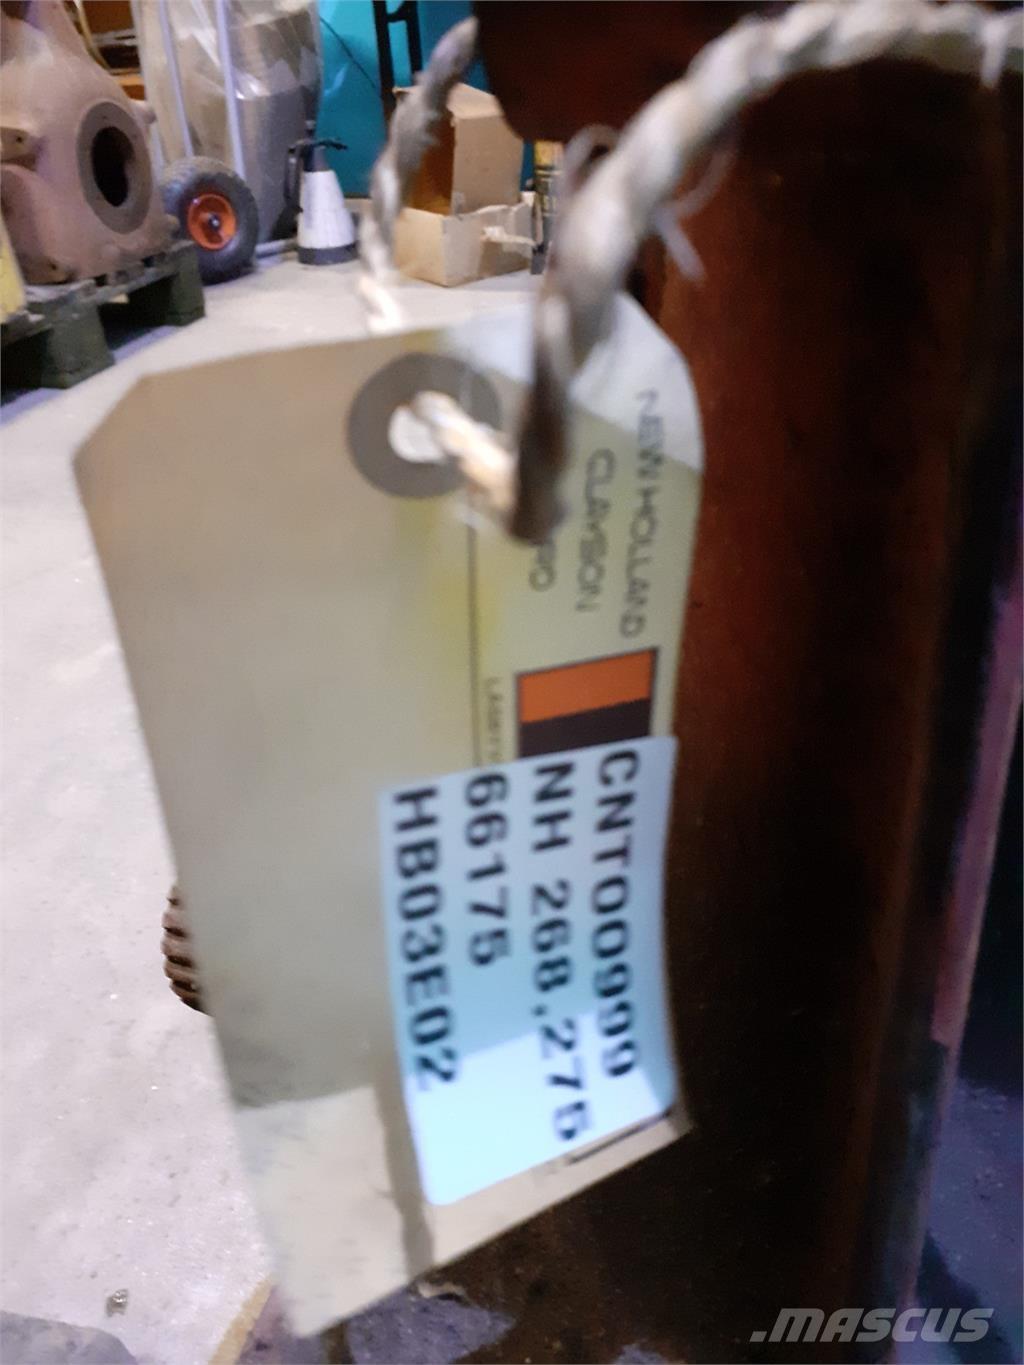 NEW HOLLAND
CLAYSON
CNT00999
NH 268.275
66175
HB03E02
.MASCUS